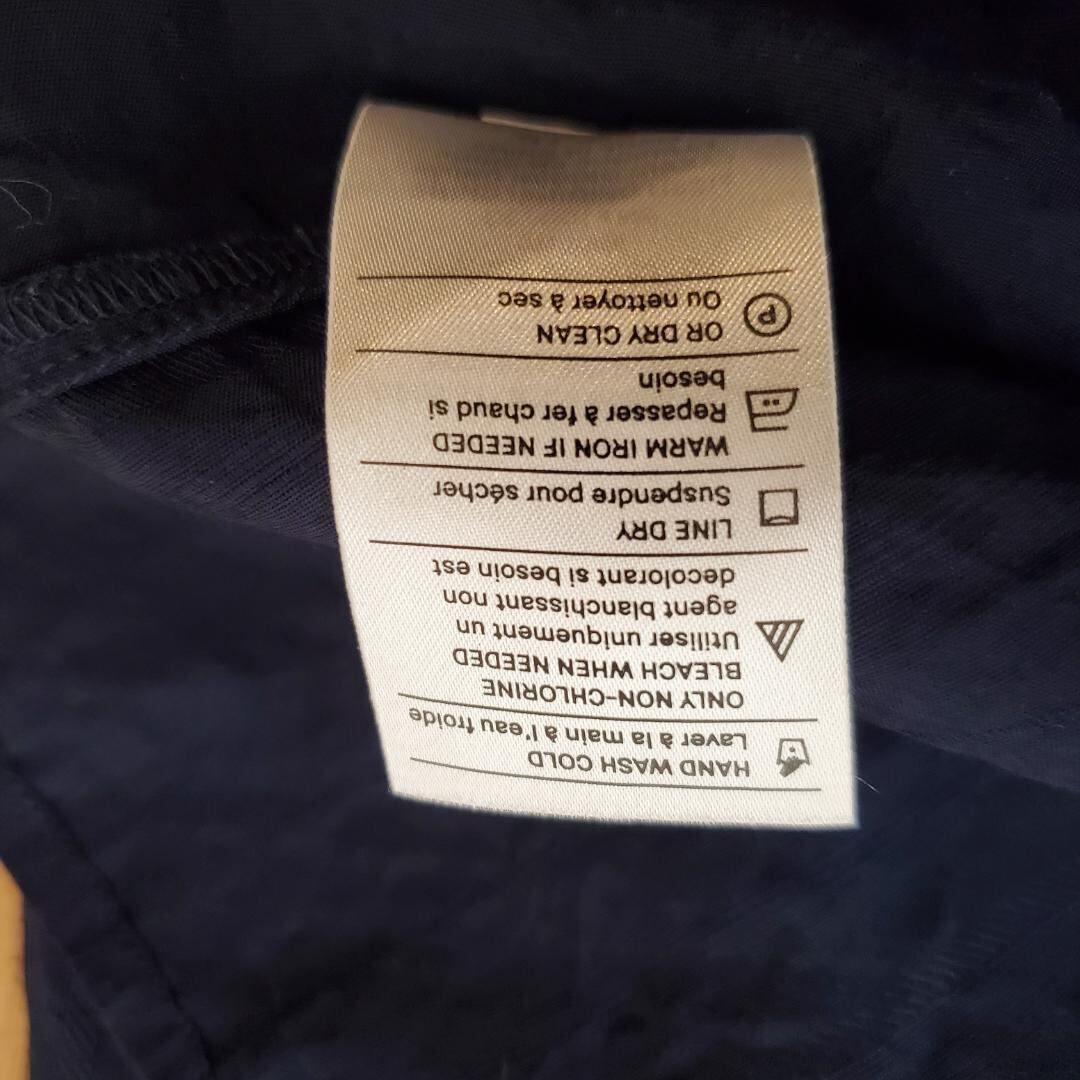 HAND WASH COLD
Laver à la main à l'eau froide
ONLY NON-CHLORINE
BLEACH WHEN NEEDED
Utiliser uniquement un
agent blanchissant non
decolorant si besoin est
LINE DRY
Suspendre pour sécher
WARM IRON IF NEEDED
Repasser à fer chaud si
besoin
P
OR DRY CLEAN
Ou nettoyer à sec